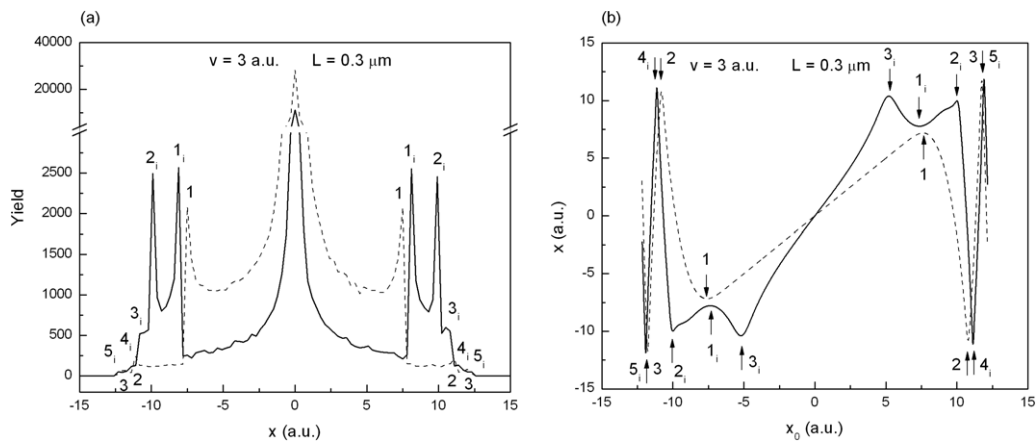 (a)
v = 3 a.u. L = 0.3 μm
40000
20000
2500
2000
1500
1000
500
0
Yield
2i 1i 1i 2i
1 1
3i 3i
4i 4i
5i 5i
3 2 2 3
-15 -10 -5 0 5 10 15
x (a.u.)
(b)
4i 2 v = 3 a.u. L = 0.3 μm 3i 1i 2i 3 5i
15
10
5
0
-5
-10
-15
x (a.u.)
1
1
5i 3 2i 1i 3i 2 4i
-15 -10 -5 0 5 10 15
x0 (a.u.)